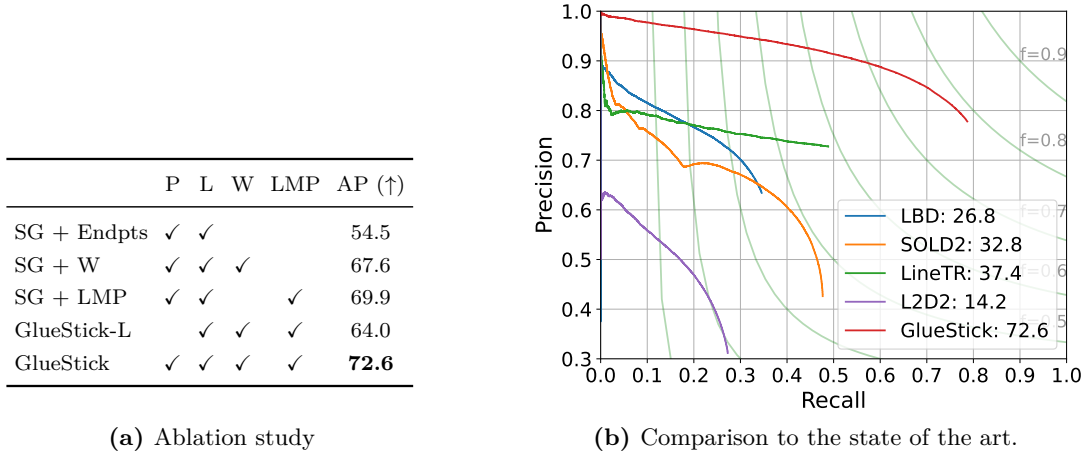 P L W LMP AP (↑)
SG + Endpts ✓ ✓ 54.5
SG + W ✓ ✓ ✓ 67.6
SG + LMP ✓ ✓ ✓ 69.9
GlueStick-L ✓ ✓ ✓ 64.0
GlueStick ✓ ✓ ✓ ✓ 72.6
(a) Ablation study
1.0
0.9
0.8
0.7
0.6
0.5
0.4
0.3
Precision
f=0.9
f=0.8
f=0.7
f=0.6
f=0.5
LBD: 26.8
SOLD2: 32.8
LineTR: 37.4
L2D2: 14.2
GlueStick: 72.6
0.0 0.1 0.2 0.3 0.4 0.5 0.6 0.7 0.8 0.9 1.0
Recall
(b) Comparison to the state of the art.